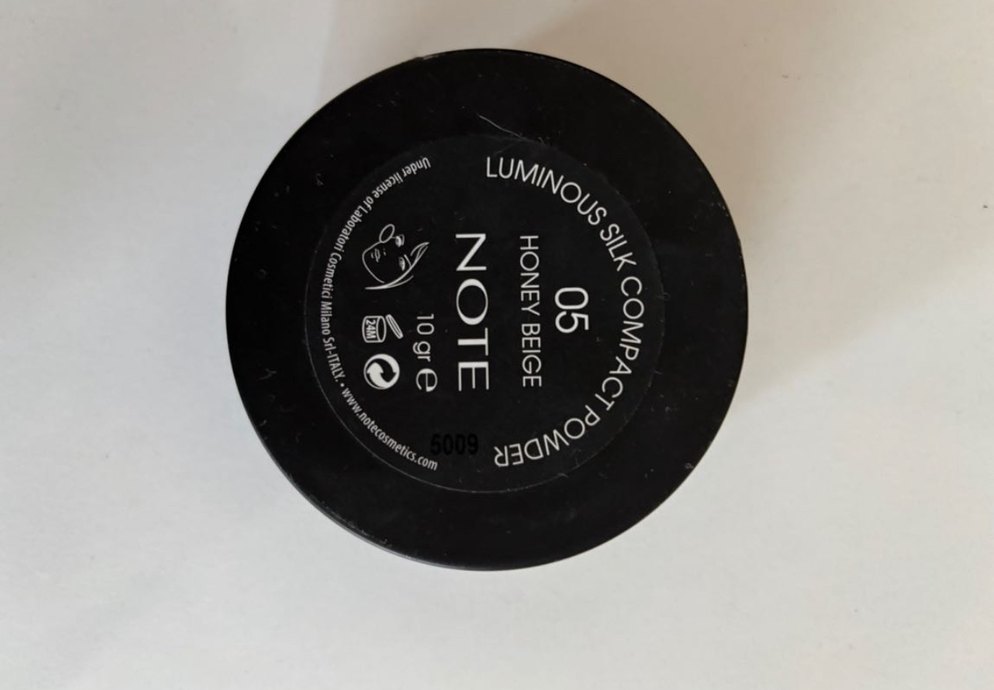 LUMINOUS SILK COMPACT POWDER
05
HONEY BEIGE
NOTE
10 gr e
24M
Under license of Laboratori Cosmetici Milano Srl-ITALY. • www.notecosmetics.com
6009